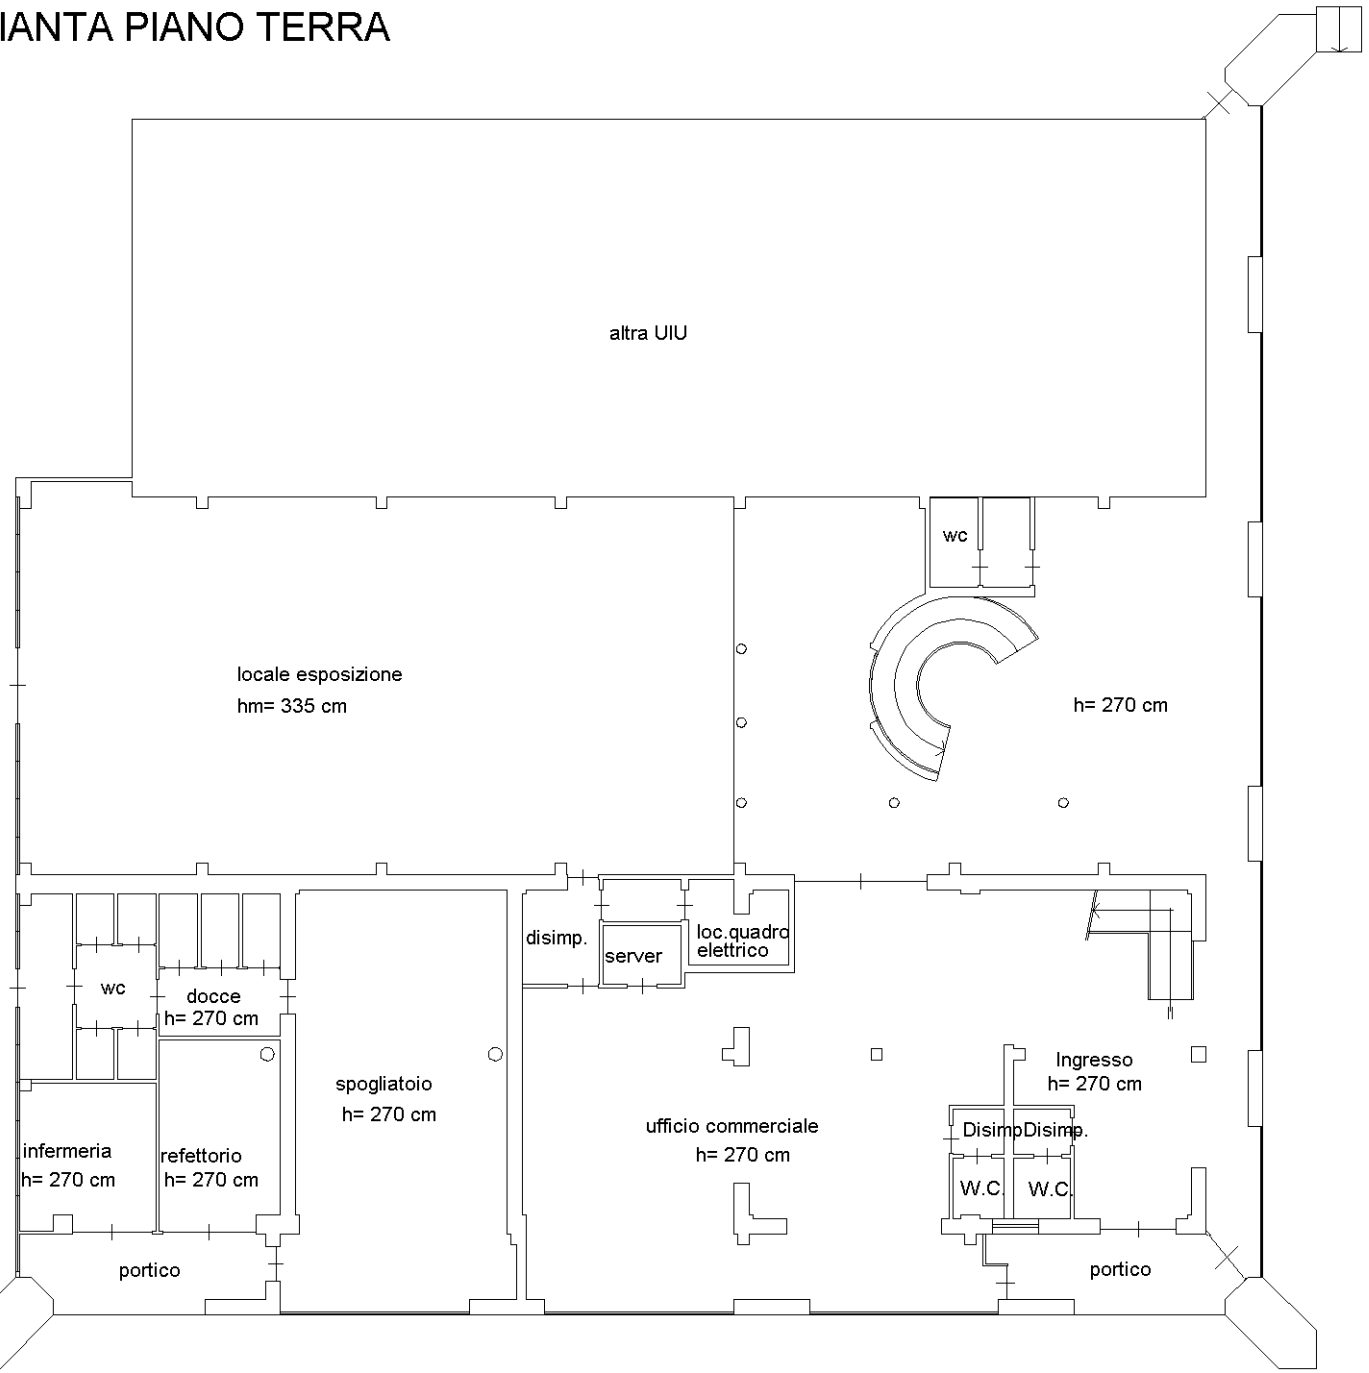 IANTA PIANO TERRA
altra UIU
wc
locale esposizione
hm= 335 cm
h= 270 cm
disimp.
server
loc.quadro
elettrico
wc
docce
h= 270 cm
spogliatoio
h= 270 cm
Ingresso
h= 270 cm
ufficio commerciale
h= 270 cm
Disimp.
Disimp.
infermeria
h= 270 cm
refettorio
h= 270 cm
W.C.
W.C.
portico
portico